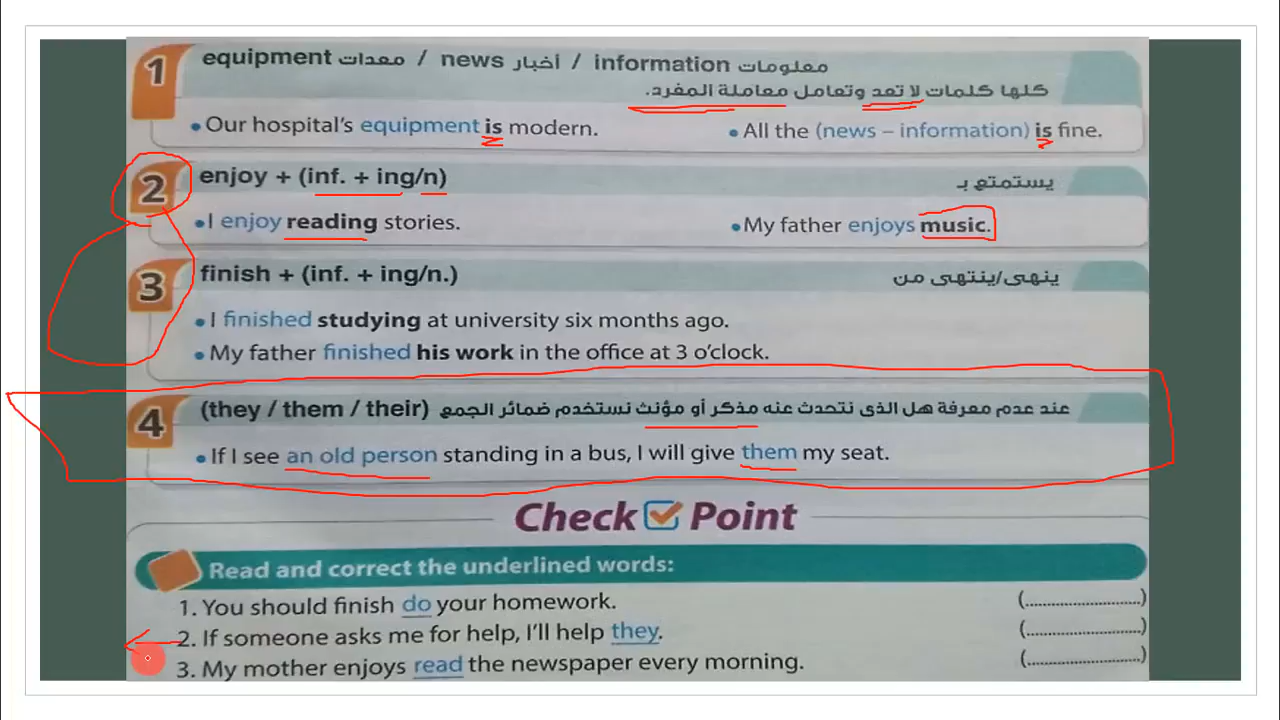 1 equipment معدات / news أخبار / information معلومات
كلها كلمات لا تعد وتعامل معاملة المفرد.
• Our hospital's equipment is modern. • All the (news – information) is fine.
2 enjoy + (inf. + ing/n) يستمتع بـ
• I enjoy reading stories. • My father enjoys music.
3 finish + (inf. + ing/n.) ينهى/ينتهى من
• I finished studying at university six months ago.
• My father finished his work in the office at 3 o'clock.
4 (they / them / their) عند عدم معرفة هل الذى نتحدث عنه مذكر أو مؤنث نستخدم ضمائر الجمع
• If I see an old person standing in a bus, I will give them my seat.
Check Point
Read and correct the underlined words:
1. You should finish do your homework. (........................)
2. If someone asks me for help, I'll help they. (........................)
3. My mother enjoys read the newspaper every morning. (........................)